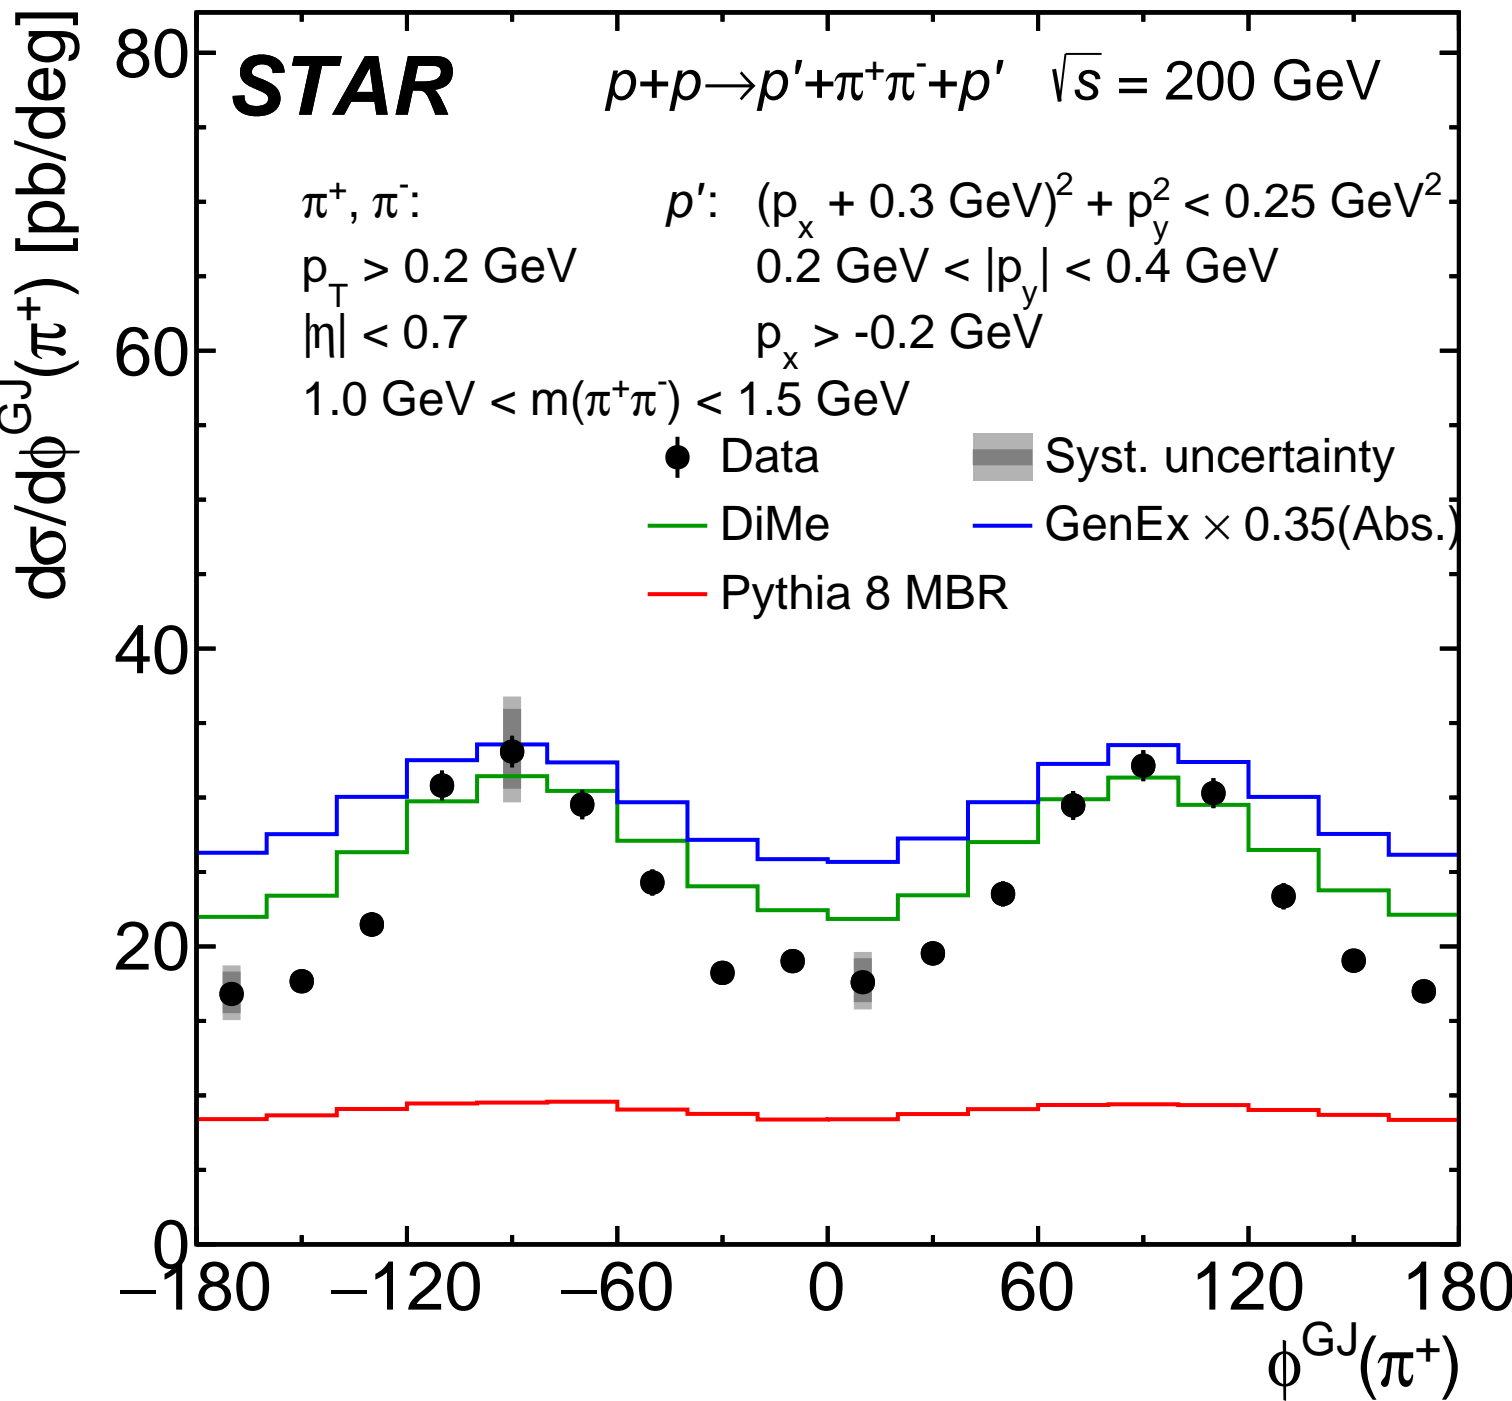 dσ/dϕ^GJ(π⁺) [pb/deg]
80
60
40
20
0
STAR p+p→p′+π⁺π⁻+p′ √s = 200 GeV
π⁺, π⁻: p′: (p_x + 0.3 GeV)² + p_y² < 0.25 GeV²
p_T > 0.2 GeV 0.2 GeV < |p_y| < 0.4 GeV
|η| < 0.7 p_x > -0.2 GeV
1.0 GeV < m(π⁺π⁻) < 1.5 GeV
Data Syst. uncertainty
DiMe GenEx × 0.35(Abs.)
Pythia 8 MBR
−180 −120 −60 0 60 120 180
ϕ^GJ(π⁺)